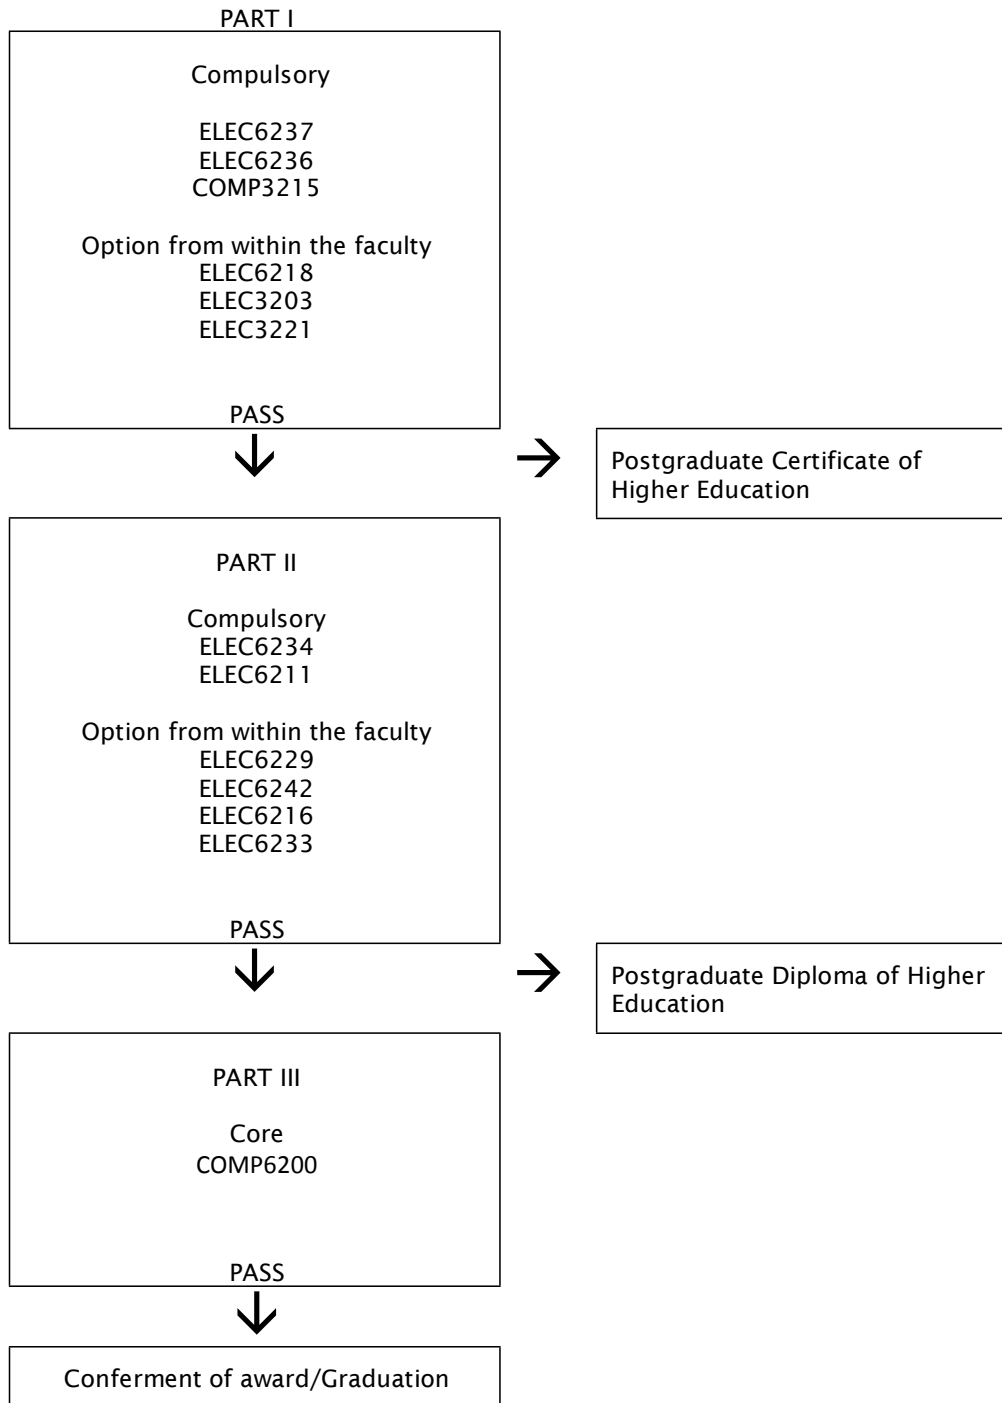 PART I
Compulsory
ELEC6237
ELEC6236
COMP3215
Option from within the faculty
ELEC6218
ELEC3203
ELEC3221
PASS
Postgraduate Certificate of
Higher Education
PART II
Compulsory
ELEC6234
ELEC6211
Option from within the faculty
ELEC6229
ELEC6242
ELEC6216
ELEC6233
PASS
Postgraduate Diploma of Higher
Education
PART III
Core
COMP6200
PASS
Conferment of award/Graduation